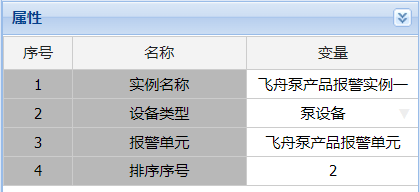 属性
序号 名称 变量
1 实例名称 飞舟泵产品报警实例一
2 设备类型 泵设备
3 报警单元 飞舟泵产品报警单元
4 排序序号 2